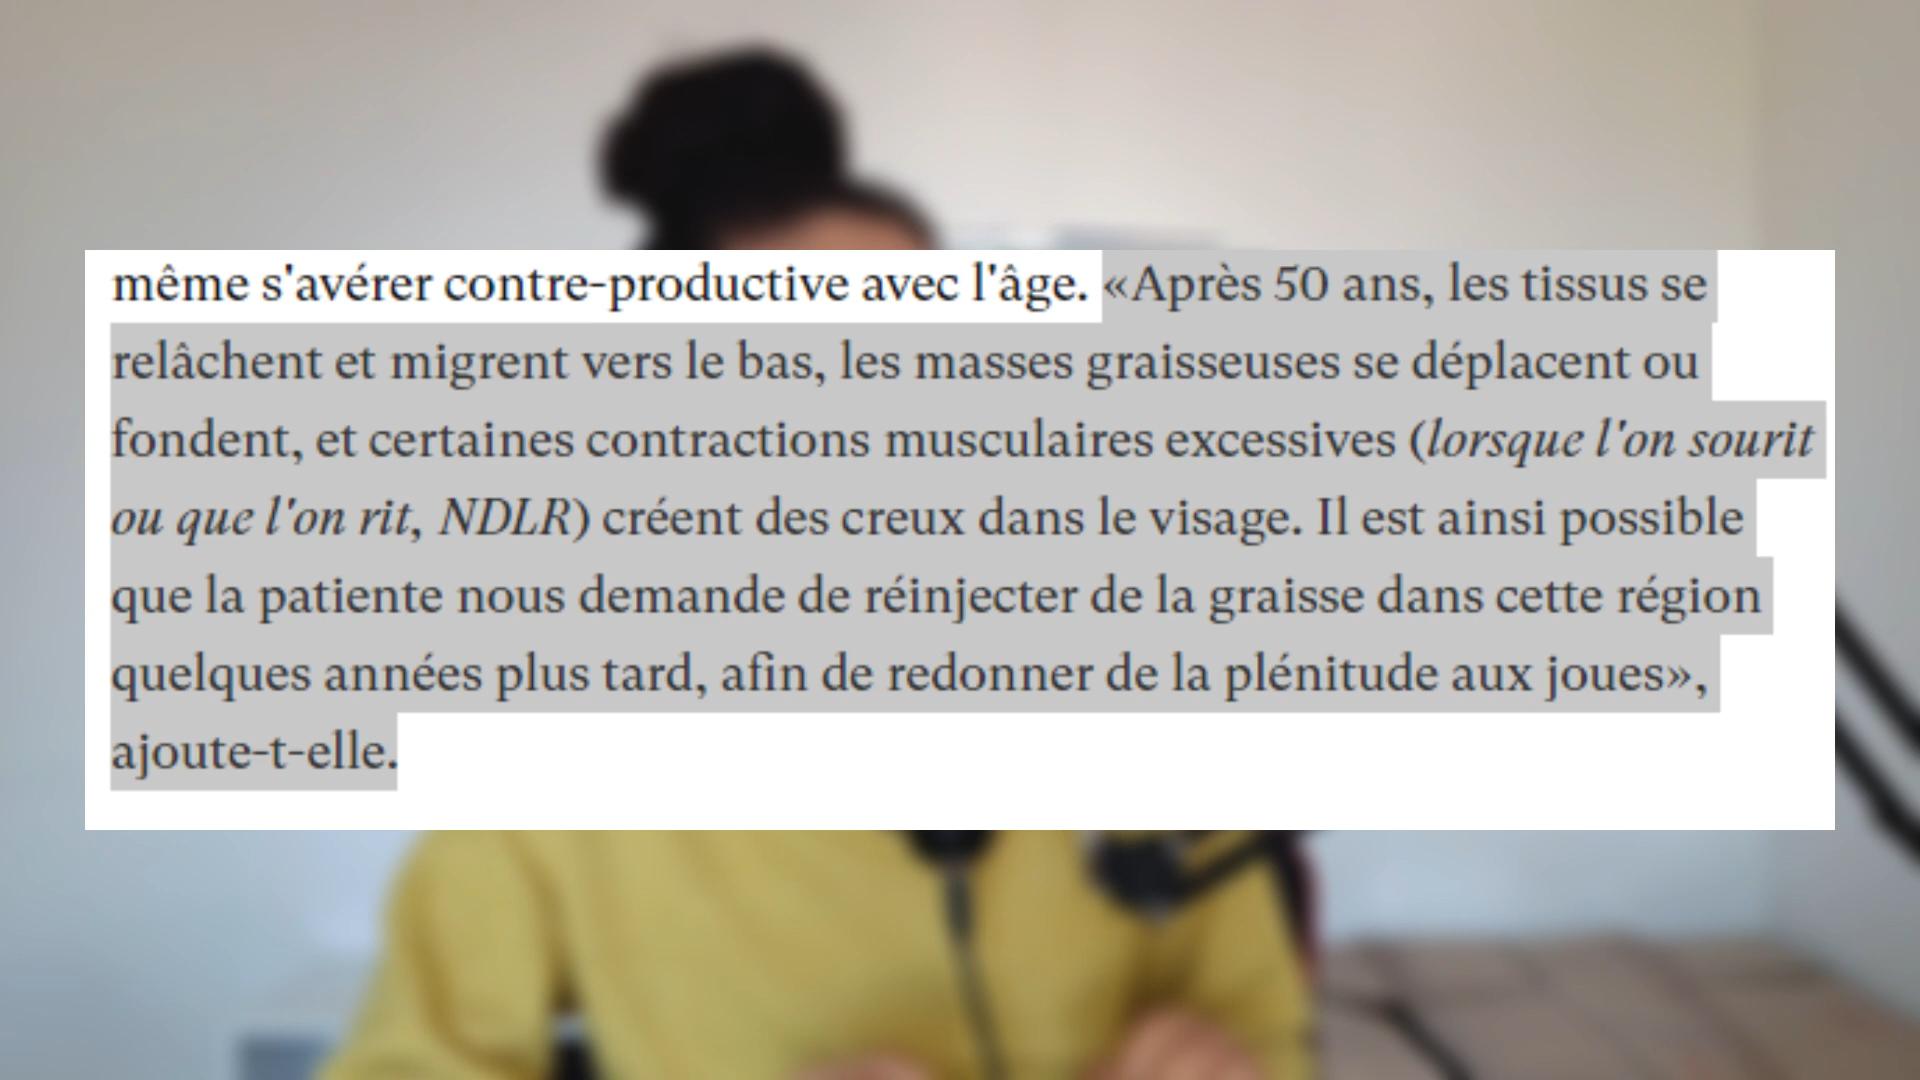 même s'avérer contre-productive avec l'âge. «Après 50 ans, les tissus se
relâchent et migrent vers le bas, les masses graisseuses se déplacent ou
fondent, et certaines contractions musculaires excessives (lorsque l'on sourit
ou que l'on rit, NDLR) créent des creux dans le visage. Il est ainsi possible
que la patiente nous demande de réinjecter de la graisse dans cette région
quelques années plus tard, afin de redonner de la plénitude aux joues»,
ajoute-t-elle.